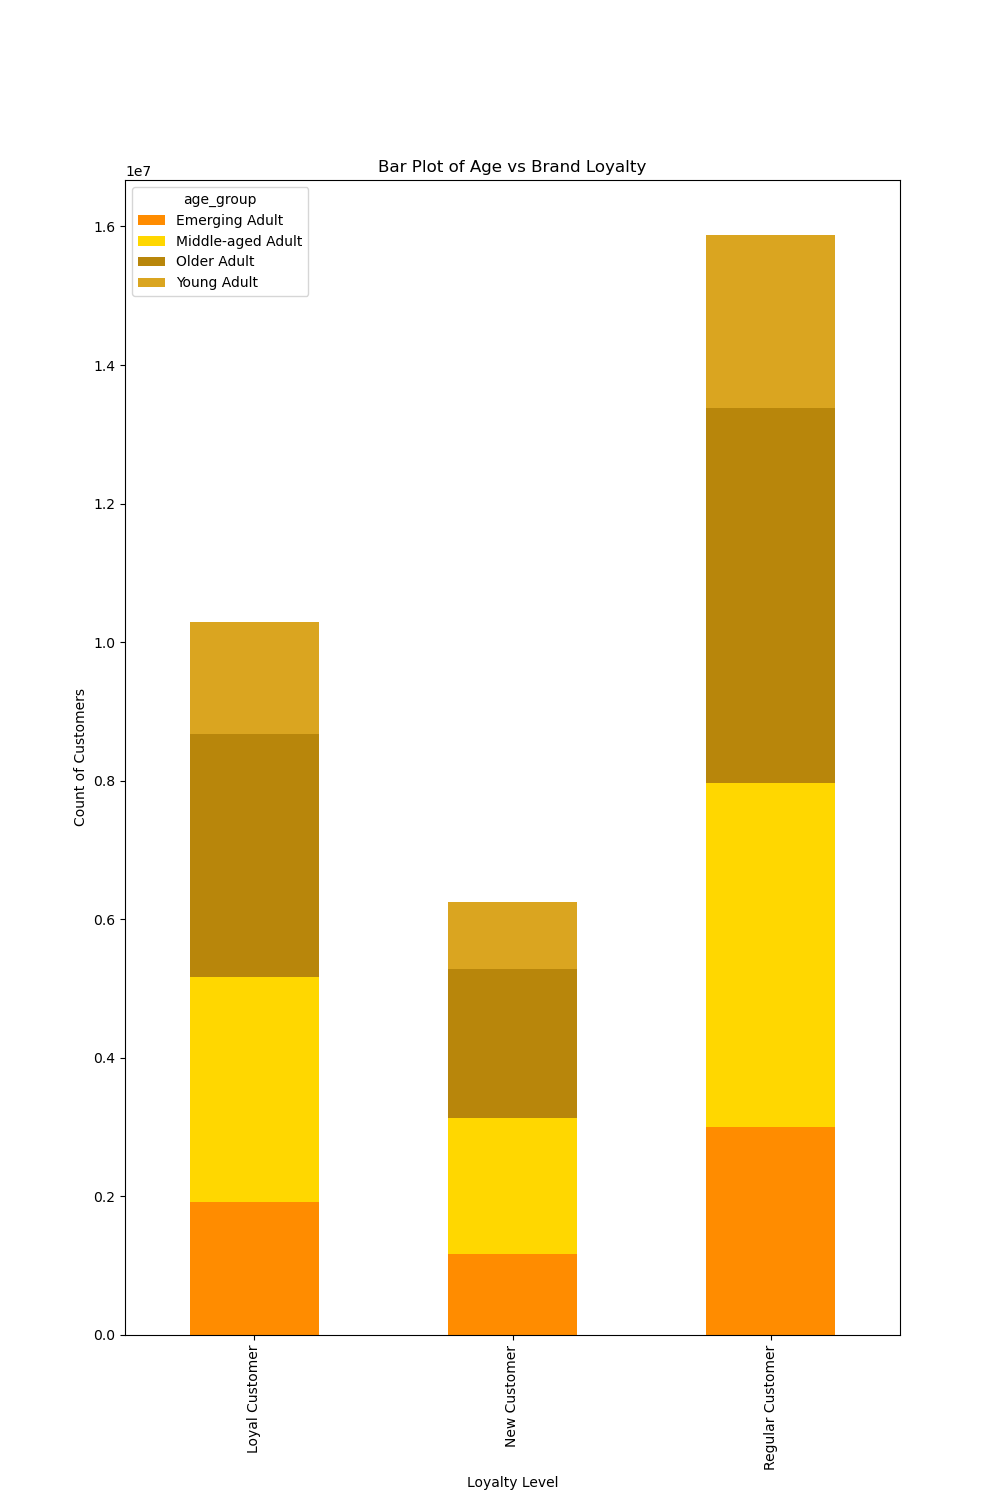 Bar Plot of Age vs Brand Loyalty
1e7
age_group
Emerging Adult
Middle-aged Adult
Older Adult
Young Adult
1.6
1.4
1.2
1.0
0.8
0.6
0.4
0.2
0.0
Count of Customers
Loyal Customer
New Customer
Regular Customer
Loyalty Level